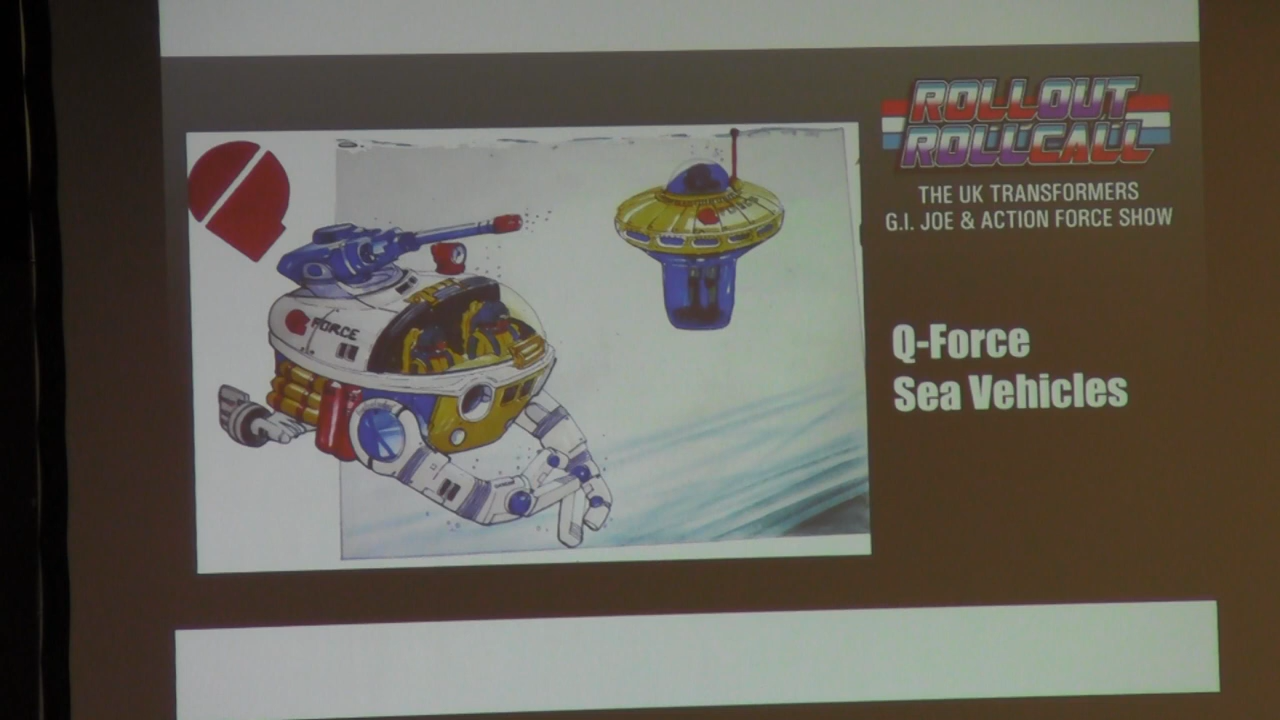 ROLLOUT
ROLLCALL
THE UK TRANSFORMERS
G.I. JOE & ACTION FORCE SHOW
Q-Force
Sea Vehicles
FORCE